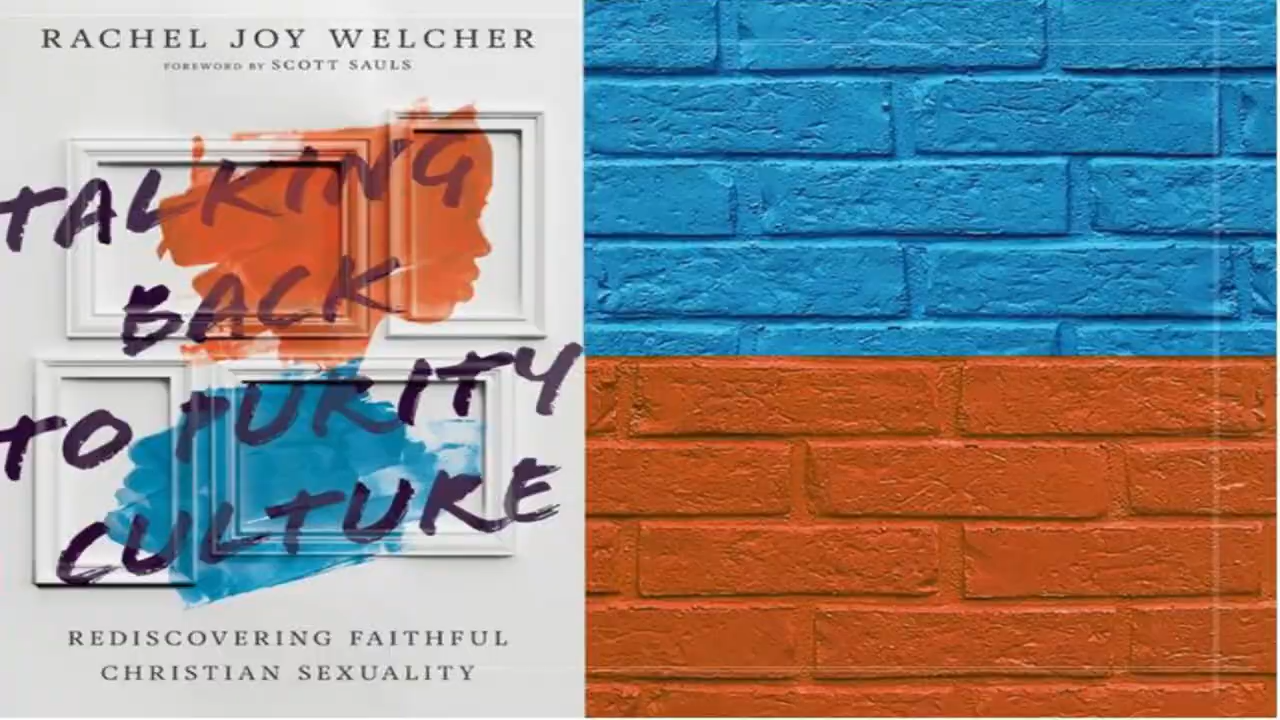 RACHEL JOY WELCHER
FOREWORD BY SCOTT SAULS
TALKING
BACK
TO PURITY
CULTURE
REDISCOVERING FAITHFUL
CHRISTIAN SEXUALITY